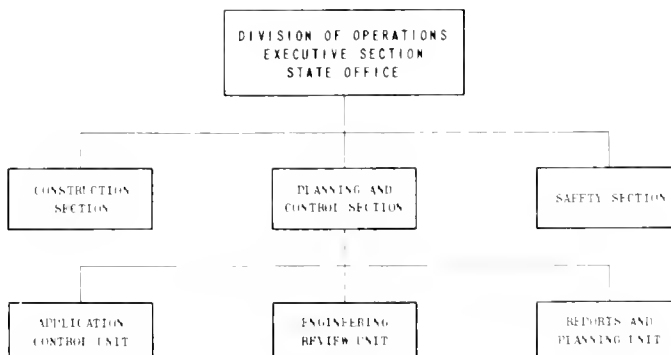 DIVISION OF OPERATIONS
EXECUTIVE SECTION
STATE OFFICE
CONSTRUCTION
SECTION
PLANNING AND
CONTROL SECTION
SAFETY SECTION
APPLICATION
CONTROL UNIT
ENGINEERING
REVIEW UNIT
REPORTS AND
PLANNING UNIT